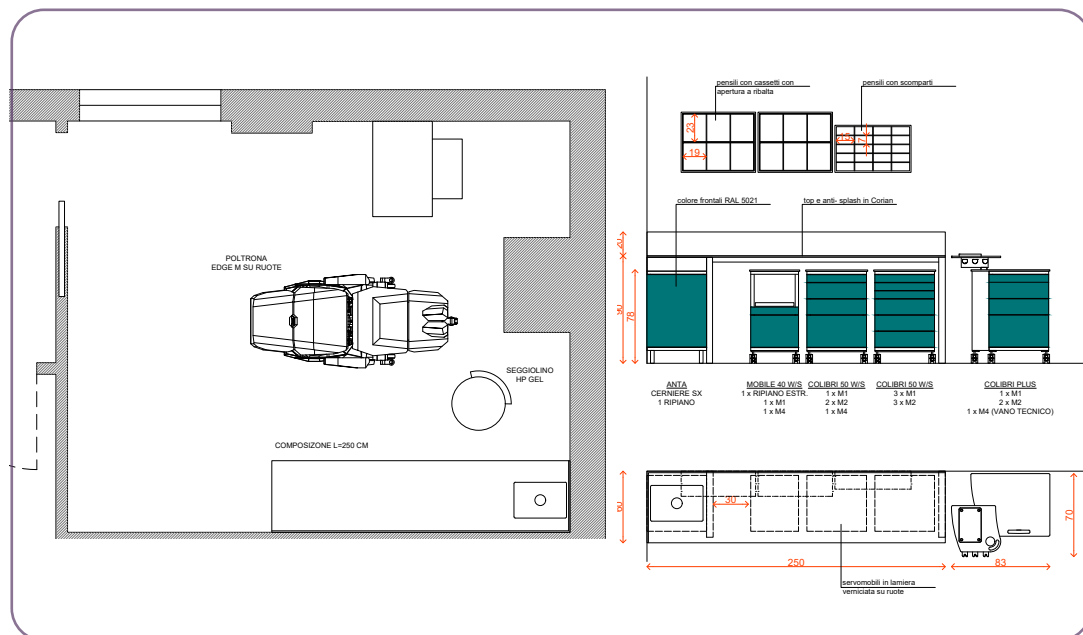 pensili con cassetti con
apertura a ribalta
pensili con scomparti
23
19
15
7
colore frontali RAL 5021
top e anti- splash in Corian
POLTRONA
EDGE M SU RUOTE
20
90
78
SEGGIOLINO
HP GEL
ANTA
CERNIERE SX
1 RIPIANO
MOBILE 40 W/S
1 x RIPIANO ESTR.
1 x M1
1 x M4
COLIBRI 50 W/S
1 x M1
2 x M2
1 x M4
COLIBRI 50 W/S
3 x M1
3 x M2
COLIBRI PLUS
1 x M1
2 x M2
1 x M4 (VANO TECNICO)
COMPOSIZONE L=250 CM
60
30
70
250
83
servomobili in lamiera
verniciata su ruote